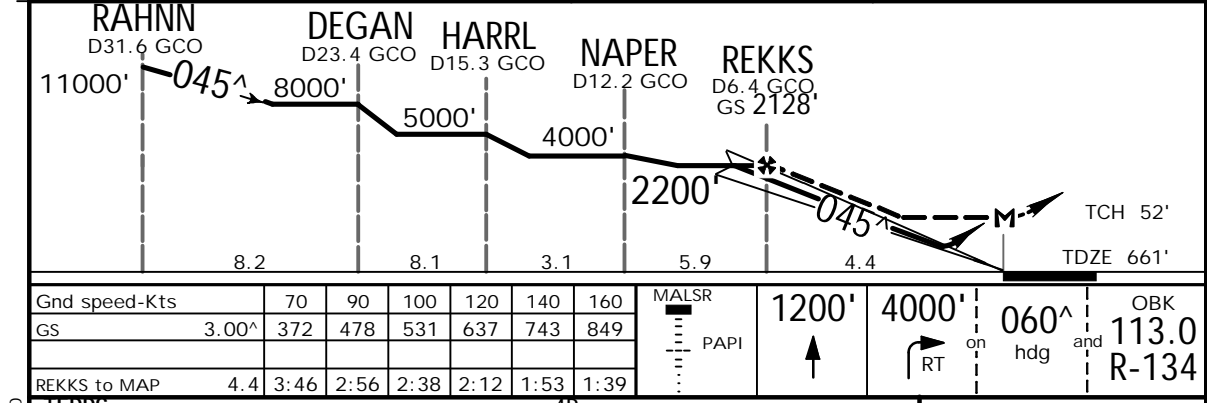 RAHNN
D31.6 GCO
DEGAN
D23.4 GCO
HARRL
D15.3 GCO
NAPER
D12.2 GCO
REKKS
D6.4 GCO
GS 2128'
11000'
045^
8000'
5000'
4000'
2200'
045^
M
TCH 52'
TDZE 661'
8.2 8.1 3.1 5.9 4.4
Gnd speed-Kts 70 90 100 120 140 160
GS 3.00^ 372 478 531 637 743 849
REKKS to MAP 4.4 3:46 2:56 2:38 2:12 1:53 1:39
MALSR
PAPI
1200'
4000'
RT
on
060^
hdg
and
OBK
113.0
R-134